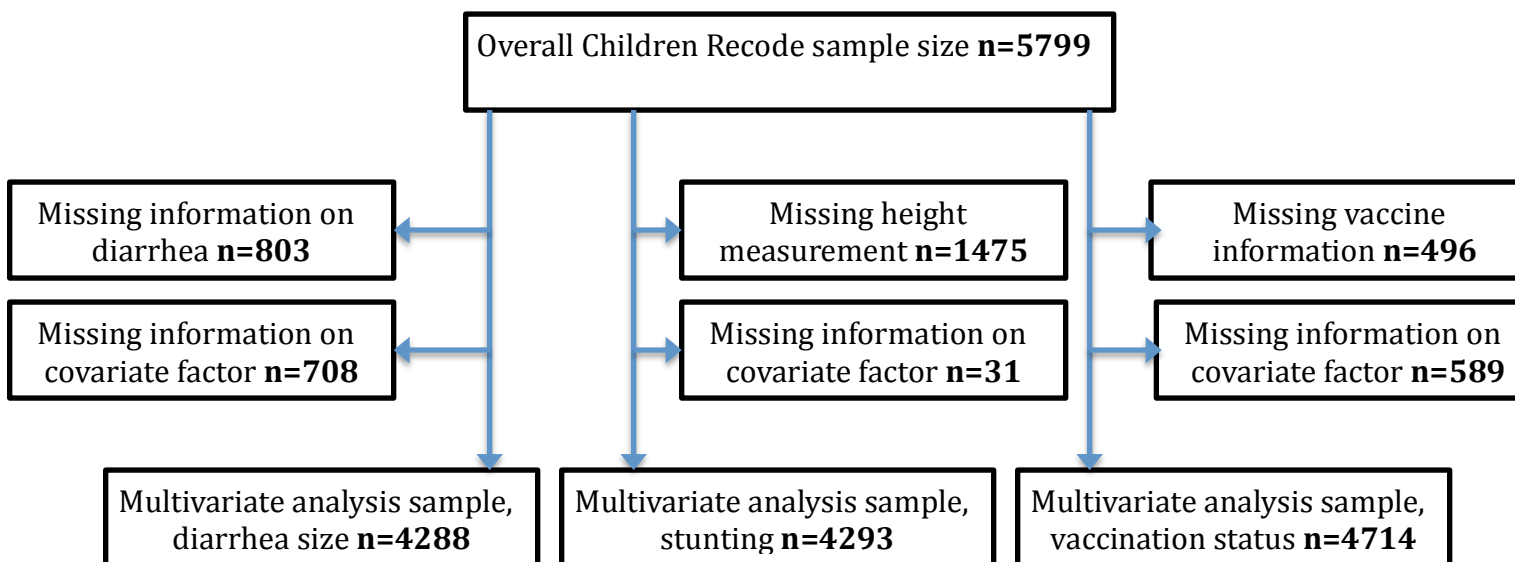 Overall Children Recode sample size n=5799
Missing information on
diarrhea n=803
Missing height
measurement n=1475
Missing vaccine
information n=496
Missing information on
covariate factor n=708
Missing information on
covariate factor n=31
Missing information on
covariate factor n=589
Multivariate analysis sample,
diarrhea size n=4288
Multivariate analysis sample,
stunting n=4293
Multivariate analysis sample,
vaccination status n=4714